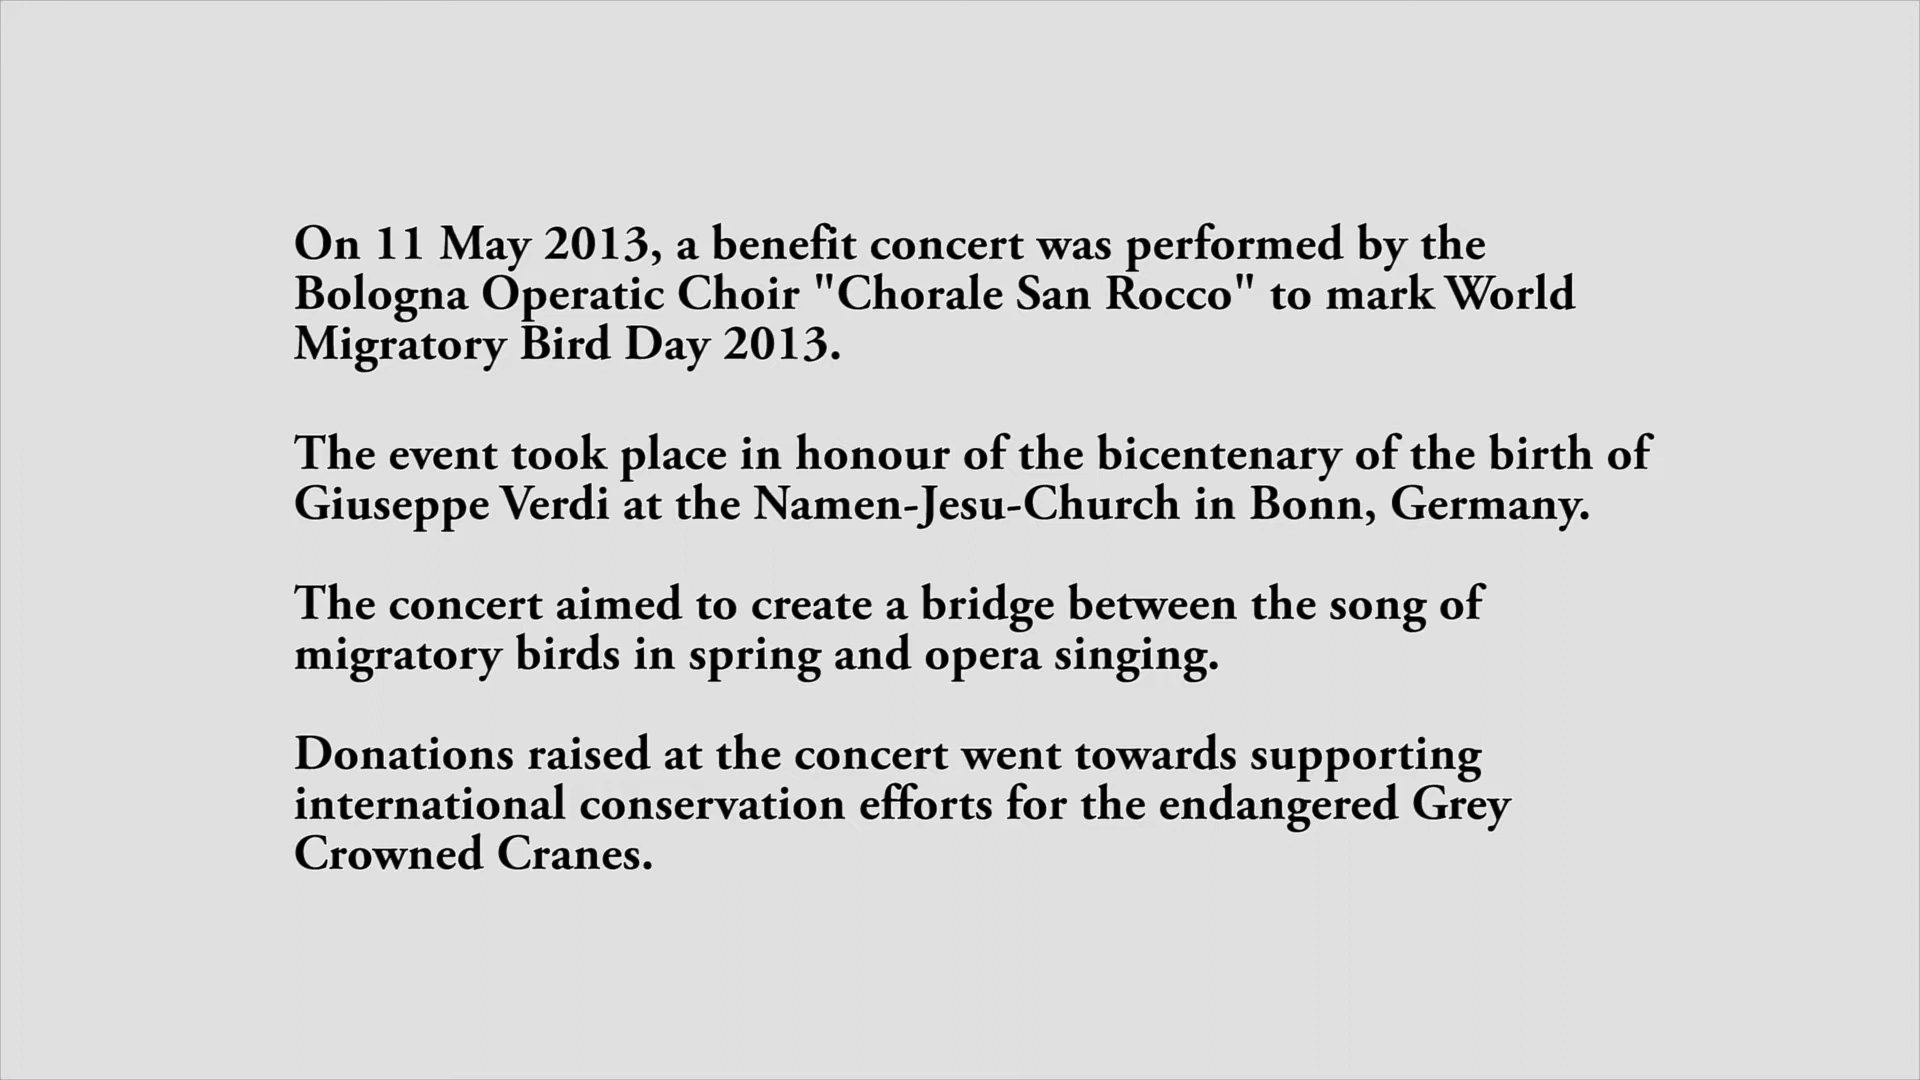 On 11 May 2013, a benefit concert was performed by the
Bologna Operatic Choir "Chorale San Rocco" to mark World
Migratory Bird Day 2013.
The event took place in honour of the bicentenary of the birth of
Giuseppe Verdi at the Namen-Jesu-Church in Bonn, Germany.
The concert aimed to create a bridge between the song of
migratory birds in spring and opera singing.
Donations raised at the concert went towards supporting
international conservation efforts for the endangered Grey
Crowned Cranes.